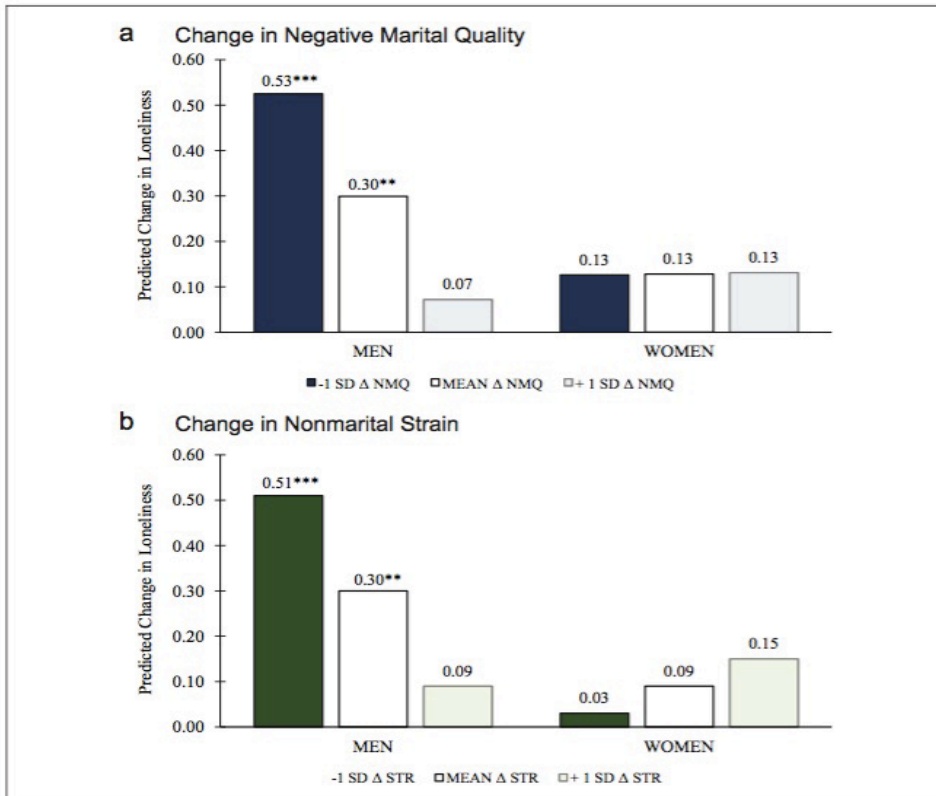 a Change in Negative Marital Quality
Predicted Change in Loneliness
0.60
0.50
0.40
0.30
0.20
0.10
0.00
0.53***
0.30**
0.07
0.13
0.13
0.13
MEN
WOMEN
-1 SD Δ NMQ MEAN Δ NMQ + 1 SD Δ NMQ
b Change in Nonmarital Strain
Predicted Change in Loneliness
0.60
0.50
0.40
0.30
0.20
0.10
0.00
0.51***
0.30**
0.09
0.03
0.09
0.15
MEN
WOMEN
-1 SD Δ STR MEAN Δ STR + 1 SD Δ STR